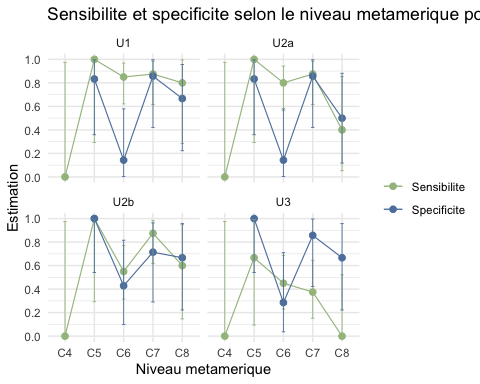 Sensibilite et specificite selon le niveau metamerique po
U1
U2a
1.0
0.8
0.6
0.4
0.2
0.0
U2b
U3
1.0
0.8
0.6
0.4
0.2
0.0
C4 C5 C6 C7 C8 C4 C5 C6 C7 C8
Niveau metamerique
Estimation
Sensibilite
Specificite